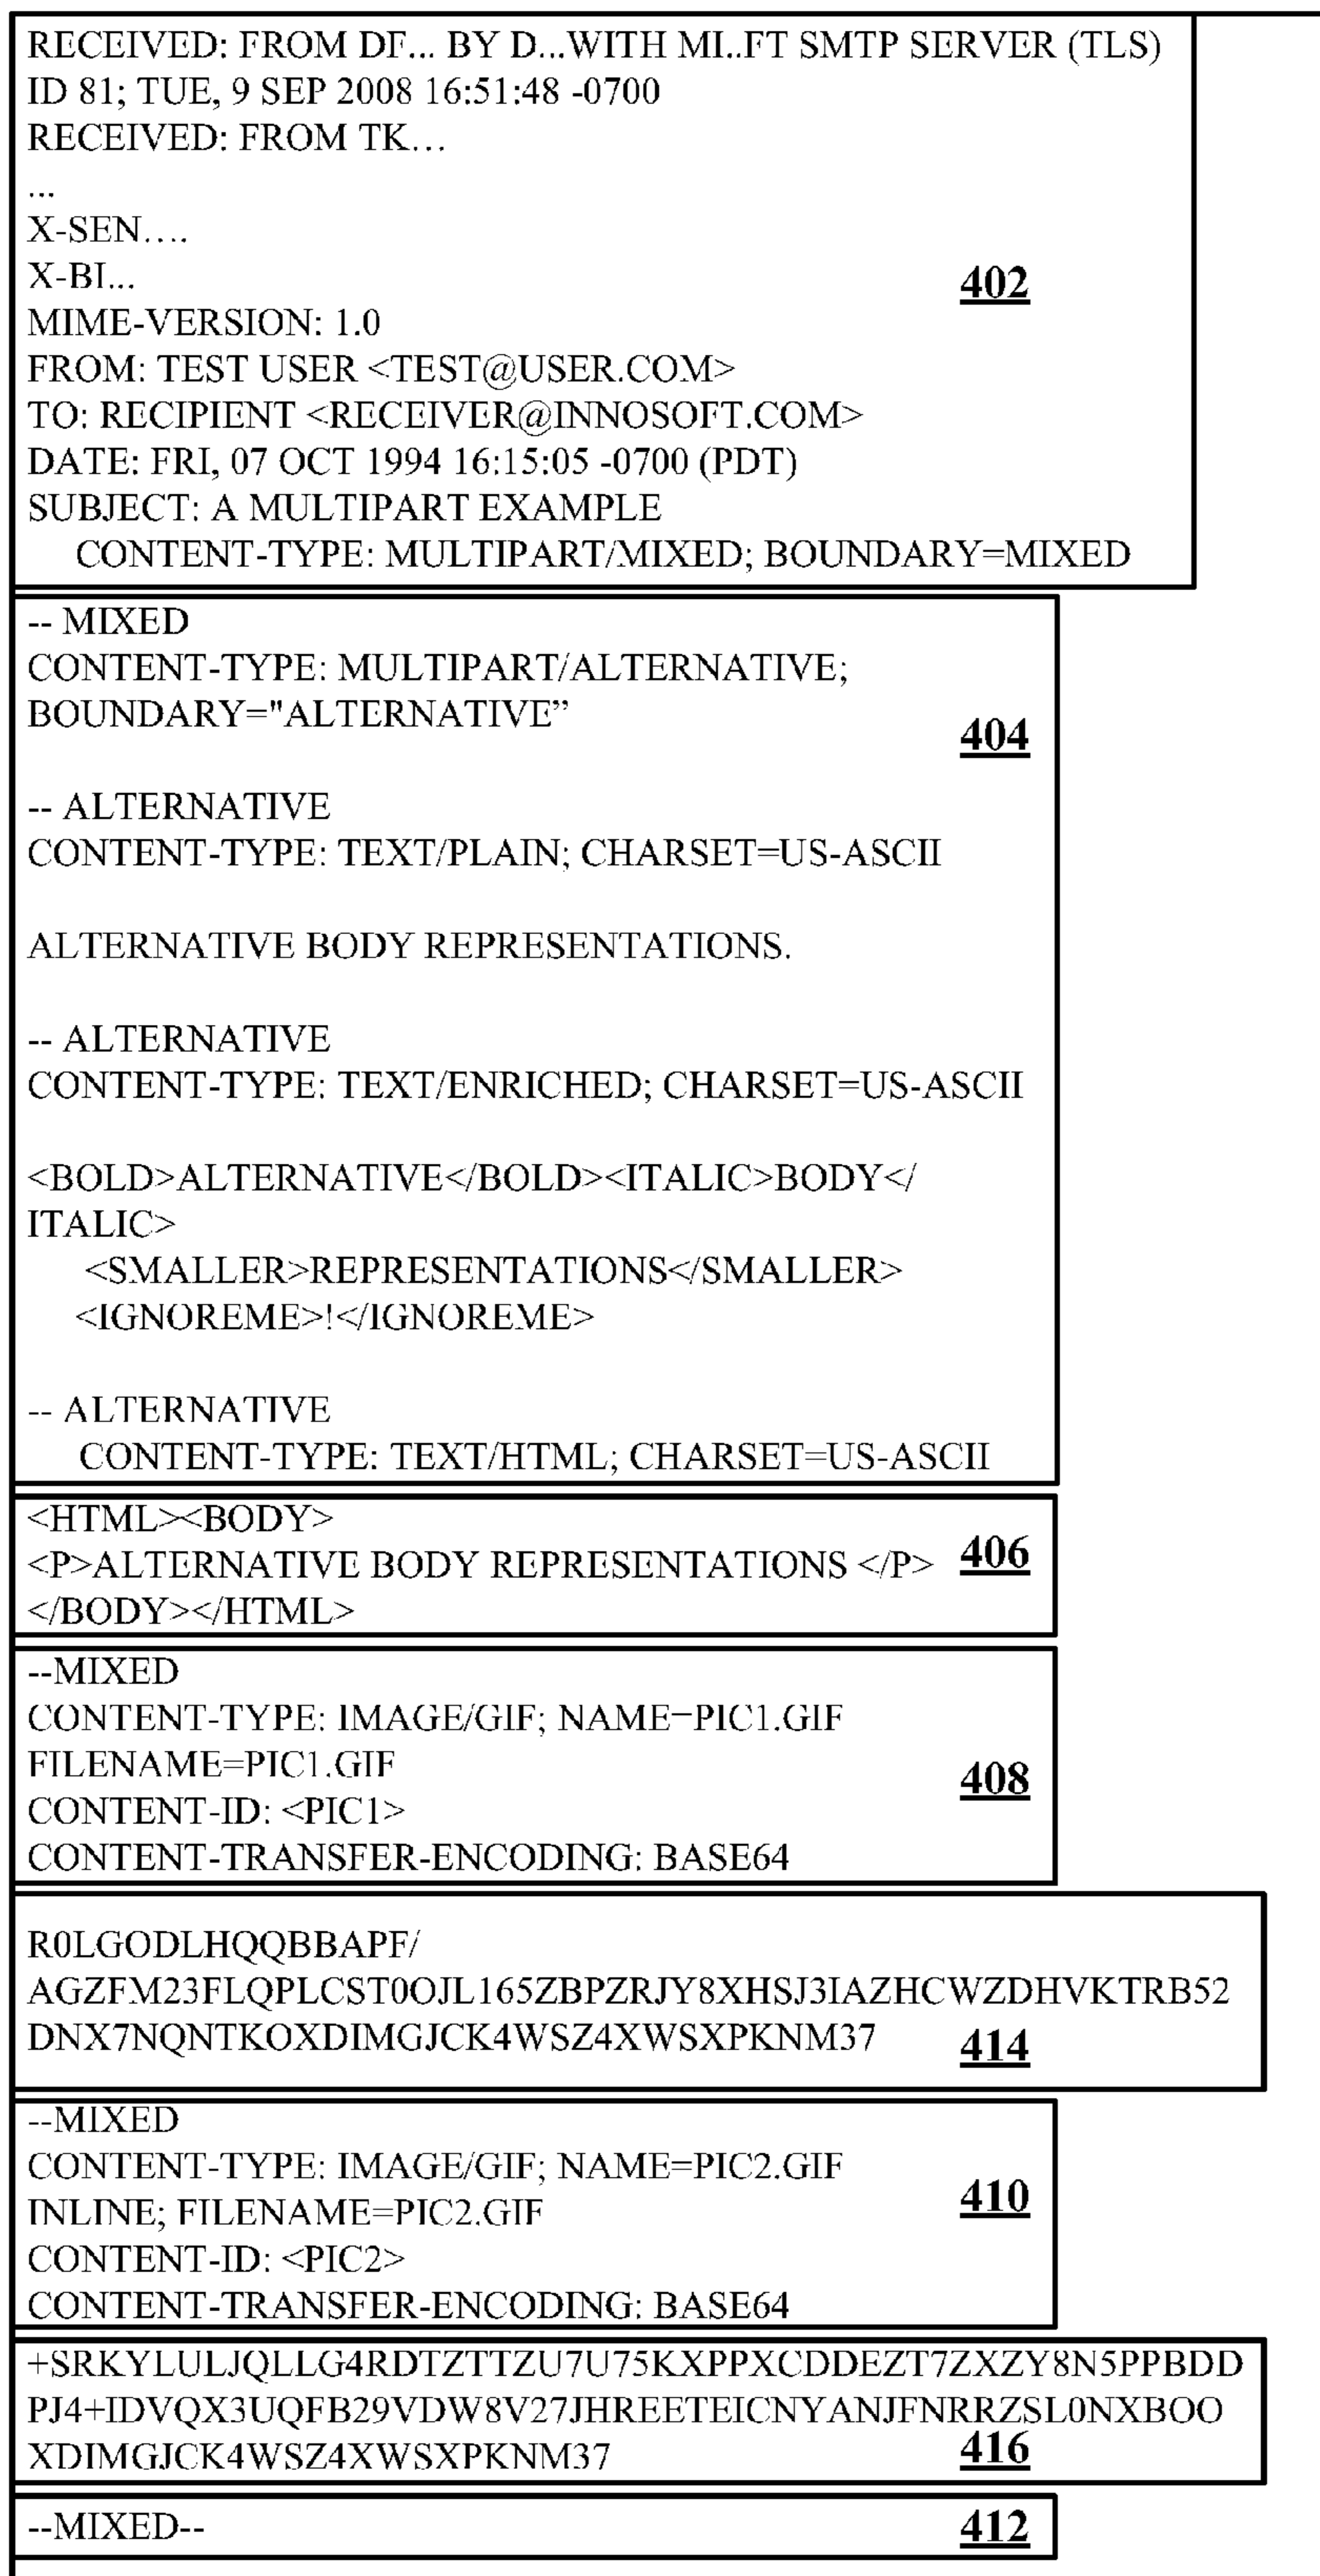 RECEIVED: FROM DF... BY D...WITH MI..FT SMTP SERVER (TLS)
ID 81; TUE, 9 SEP 2008 16:51:48 -0700
RECEIVED: FROM TK...
...
X-SEN....
X-BI...
402
MIME-VERSION: 1.0
FROM: TEST USER <TEST@USER.COM>
TO: RECIPIENT <RECEIVER@INNOSOFT.COM>
DATE: FRI, 07 OCT 1994 16:15:05 -0700 (PDT)
SUBJECT: A MULTIPART EXAMPLE
CONTENT-TYPE: MULTIPART/MIXED; BOUNDARY=MIXED
-- MIXED
CONTENT-TYPE: MULTIPART/ALTERNATIVE;
BOUNDARY="ALTERNATIVE”
404
-- ALTERNATIVE
CONTENT-TYPE: TEXT/PLAIN; CHARSET=US-ASCII
ALTERNATIVE BODY REPRESENTATIONS.
-- ALTERNATIVE
CONTENT-TYPE: TEXT/ENRICHED; CHARSET=US-ASCII
<BOLD>ALTERNATIVE</BOLD><ITALIC>BODY</
ITALIC>
<SMALLER>REPRESENTATIONS</SMALLER>
<IGNOREME>!</IGNOREME>
-- ALTERNATIVE
CONTENT-TYPE: TEXT/HTML; CHARSET=US-ASCII
<HTML><BODY>
<P>ALTERNATIVE BODY REPRESENTATIONS </P> 406
</BODY></HTML>
--MIXED
CONTENT-TYPE: IMAGE/GIF; NAME=PIC1.GIF
FILENAME=PIC1.GIF
408
CONTENT-ID: <PIC1>
CONTENT-TRANSFER-ENCODING: BASE64
R0LGODLHQQBBAPF/
AGZFM23FLQPLCST0OJL165ZBPZRJY8XHSJ3IAZHCWZDHVKTRB52
DNX7NQNTKOXDIMGJCK4WSZ4XWSXPKNM37 414
--MIXED
CONTENT-TYPE: IMAGE/GIF; NAME=PIC2.GIF
INLINE; FILENAME=PIC2.GIF 410
CONTENT-ID: <PIC2>
CONTENT-TRANSFER-ENCODING: BASE64
+SRKYLULJQLLG4RDTZTTZU7U75KXPPXCDDEZT7ZXZY8N5PPBDD
PJ4+IDVQX3UQFB29VDW8V27JHREETEICNYANJFNRRZSL0NXBOO
XDIMGJCK4WSZ4XWSXPKNM37 416
--MIXED-- 412